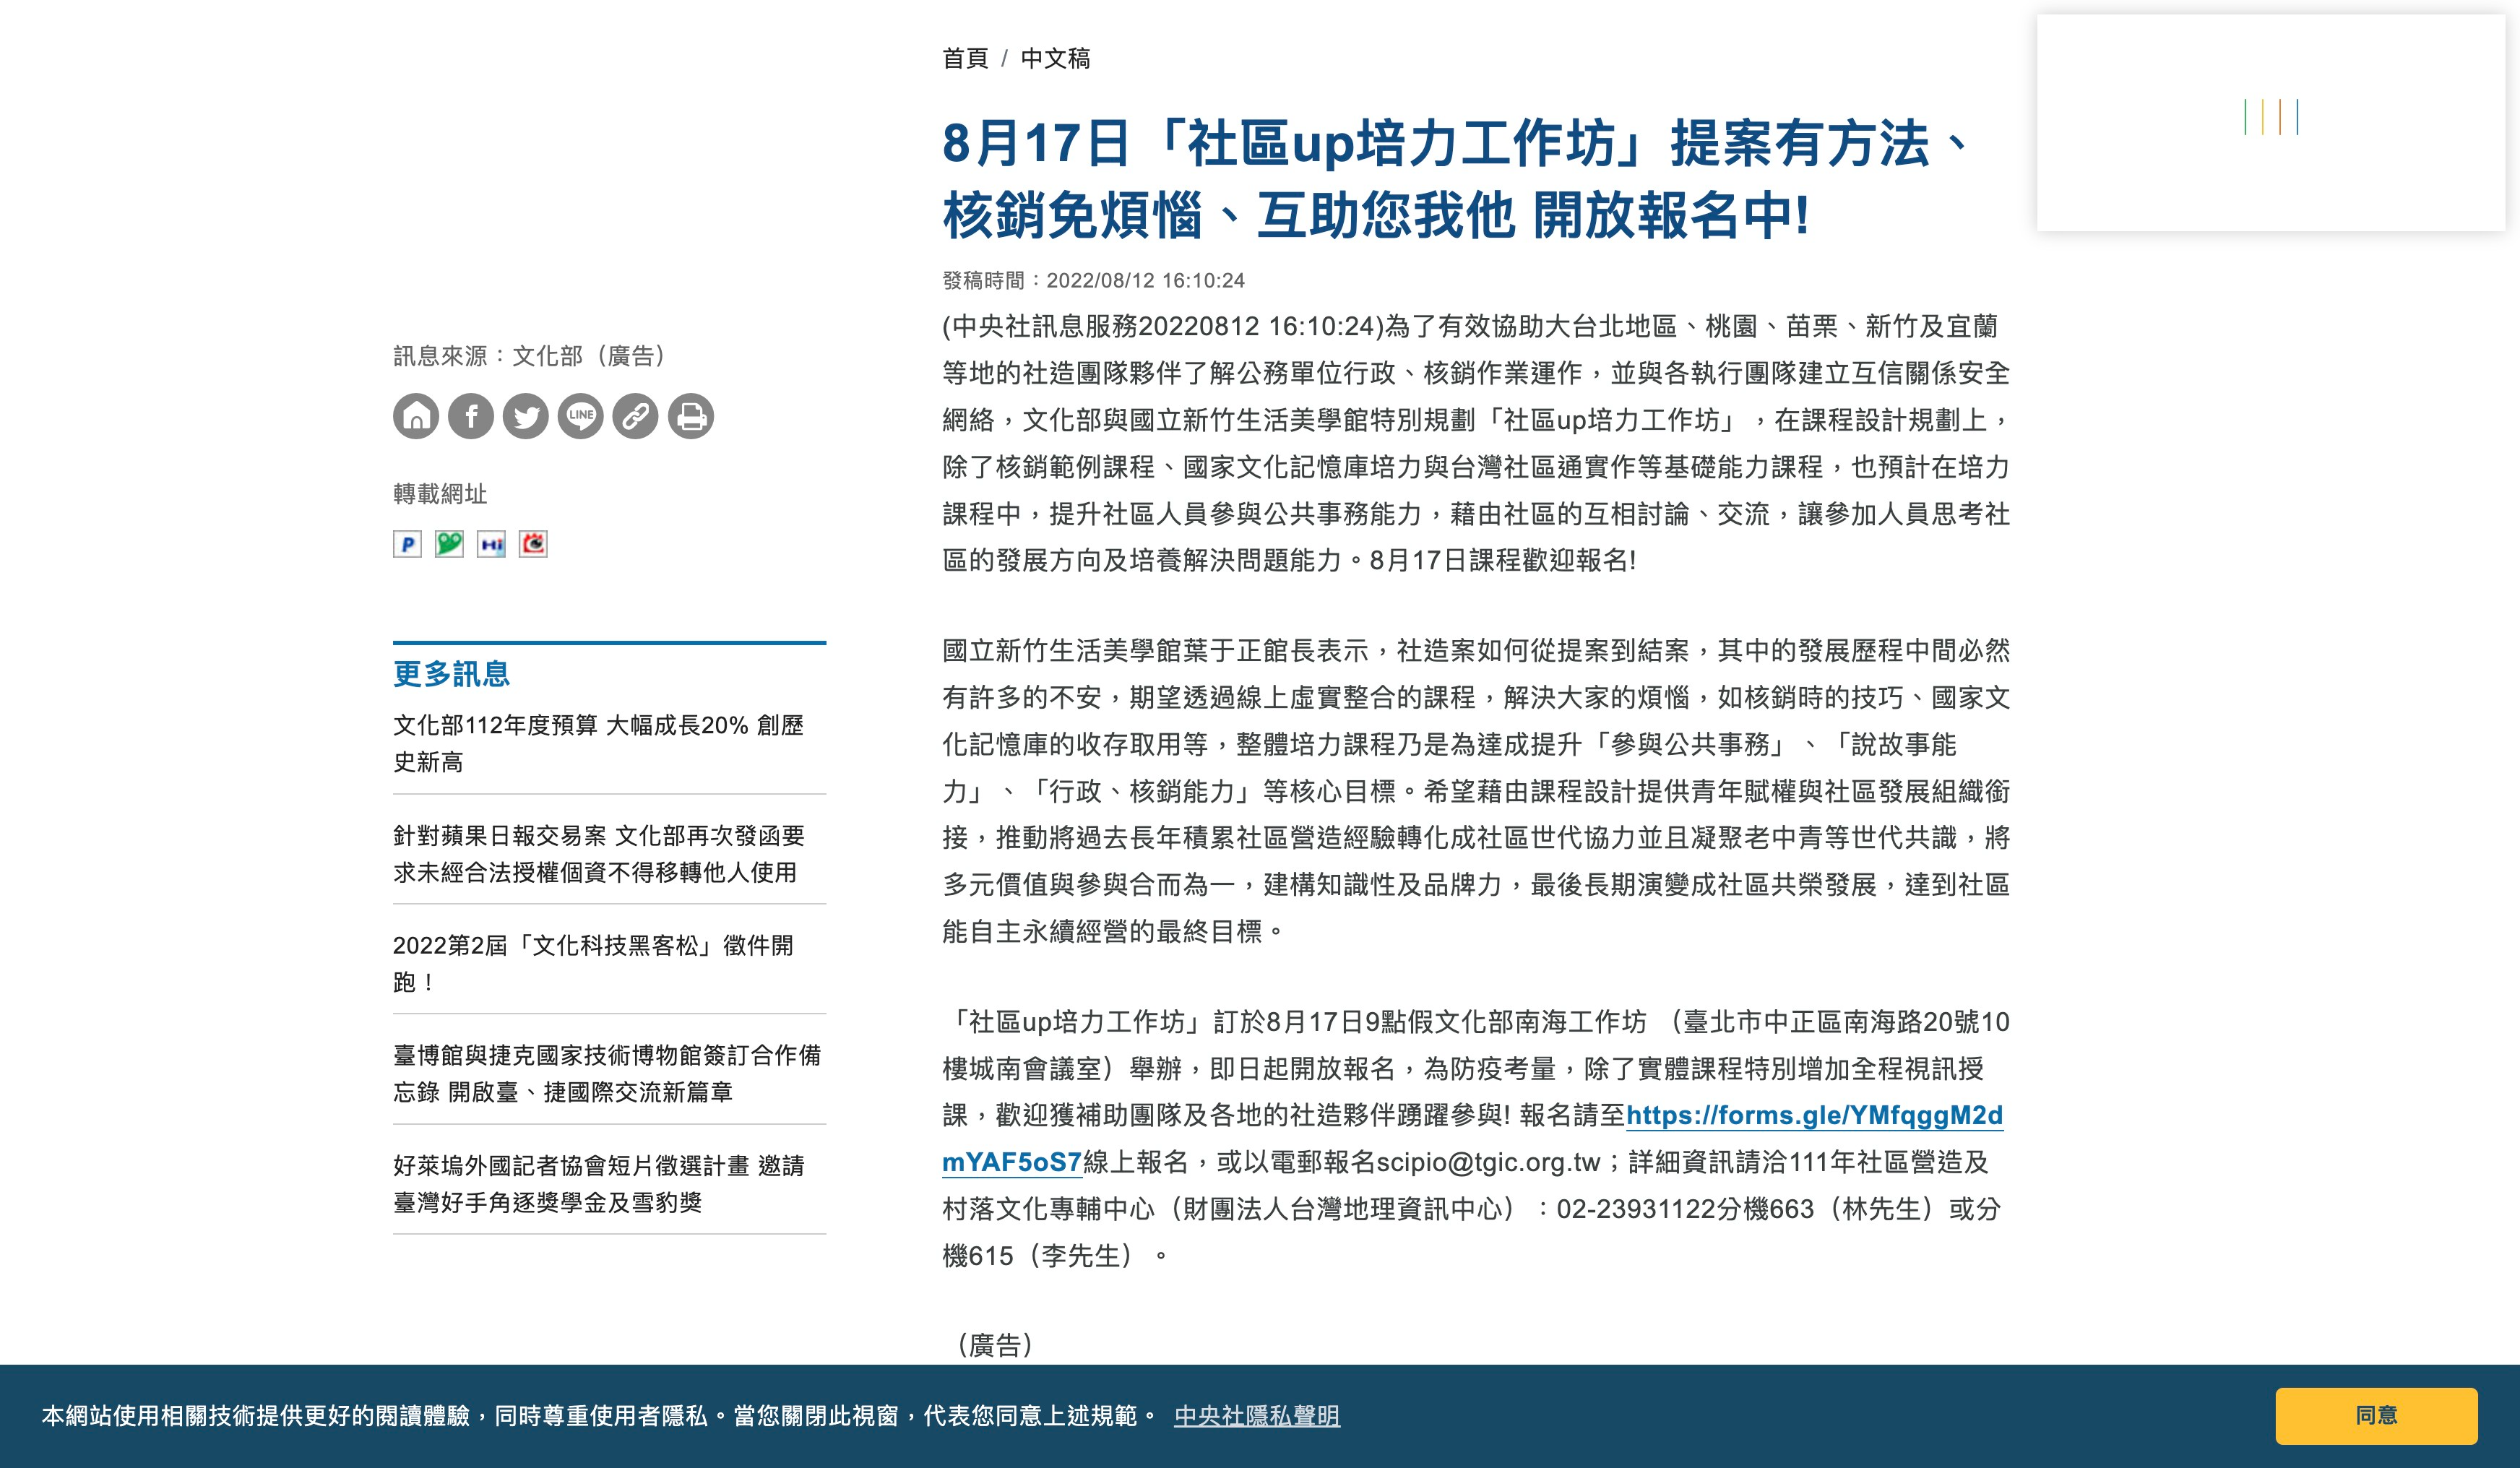 首頁 / 中文稿
8月17日「社區up培力工作坊」提案有方法、
核銷免煩惱、互助您我他 開放報名中!
發稿時間：2022/08/12 16:10:24
(中央社訊息服務20220812 16:10:24)為了有效協助大台北地區、桃園、苗栗、新竹及宜蘭
等地的社造團隊夥伴了解公務單位行政、核銷作業運作，並與各執行團隊建立互信關係安全
網絡，文化部與國立新竹生活美學館特別規劃「社區up培力工作坊」，在課程設計規劃上，
除了核銷範例課程、國家文化記憶庫培力與台灣社區通實作等基礎能力課程，也預計在培力
課程中，提升社區人員參與公共事務能力，藉由社區的互相討論、交流，讓參加人員思考社
區的發展方向及培養解決問題能力。8月17日課程歡迎報名!
國立新竹生活美學館葉于正館長表示，社造案如何從提案到結案，其中的發展歷程中間必然
有許多的不安，期望透過線上虛實整合的課程，解決大家的煩惱，如核銷時的技巧、國家文
化記憶庫的收存取用等，整體培力課程乃是為達成提升「參與公共事務」、「說故事能
力」、「行政、核銷能力」等核心目標。希望藉由課程設計提供青年賦權與社區發展組織銜
接，推動將過去長年積累社區營造經驗轉化成社區世代協力並且凝聚老中青等世代共識，將
多元價值與參與合而為一，建構知識性及品牌力，最後長期演變成社區共榮發展，達到社區
能自主永續經營的最終目標。
「社區up培力工作坊」訂於8月17日9點假文化部南海工作坊 （臺北市中正區南海路20號10
樓城南會議室）舉辦，即日起開放報名，為防疫考量，除了實體課程特別增加全程視訊授
課，歡迎獲補助團隊及各地的社造夥伴踴躍參與! 報名請至https://forms.gle/YMfqggM2d
mYAF5oS7線上報名，或以電郵報名scipio@tgic.org.tw；詳細資訊請洽111年社區營造及
村落文化專輔中心（財團法人台灣地理資訊中心）：02-23931122分機663（林先生）或分
機615（李先生）。
（廣告）
訊息來源：文化部（廣告）
LINE
轉載網址
P
Hi
更多訊息
文化部112年度預算 大幅成長20% 創歷
史新高
針對蘋果日報交易案 文化部再次發函要
求未經合法授權個資不得移轉他人使用
2022第2屆「文化科技黑客松」徵件開
跑！
臺博館與捷克國家技術博物館簽訂合作備
忘錄 開啟臺、捷國際交流新篇章
好萊塢外國記者協會短片徵選計畫 邀請
臺灣好手角逐獎學金及雪豹獎
本網站使用相關技術提供更好的閱讀體驗，同時尊重使用者隱私。當您關閉此視窗，代表您同意上述規範。 中央社隱私聲明
同意